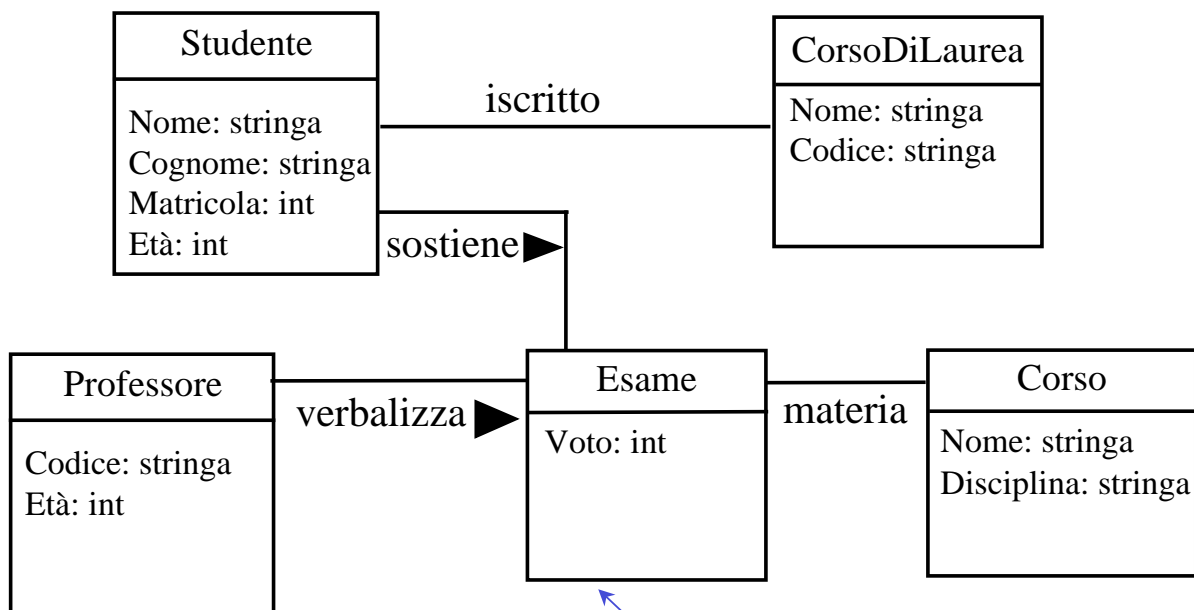 Studente
Nome: stringa
Cognome: stringa
Matricola: int
Età: int
iscritto
CorsoDiLaurea
Nome: stringa
Codice: stringa
sostiene
Professore
Codice: stringa
Età: int
verbalizza
Esame
Voto: int
materia
Corso
Nome: stringa
Disciplina: stringa